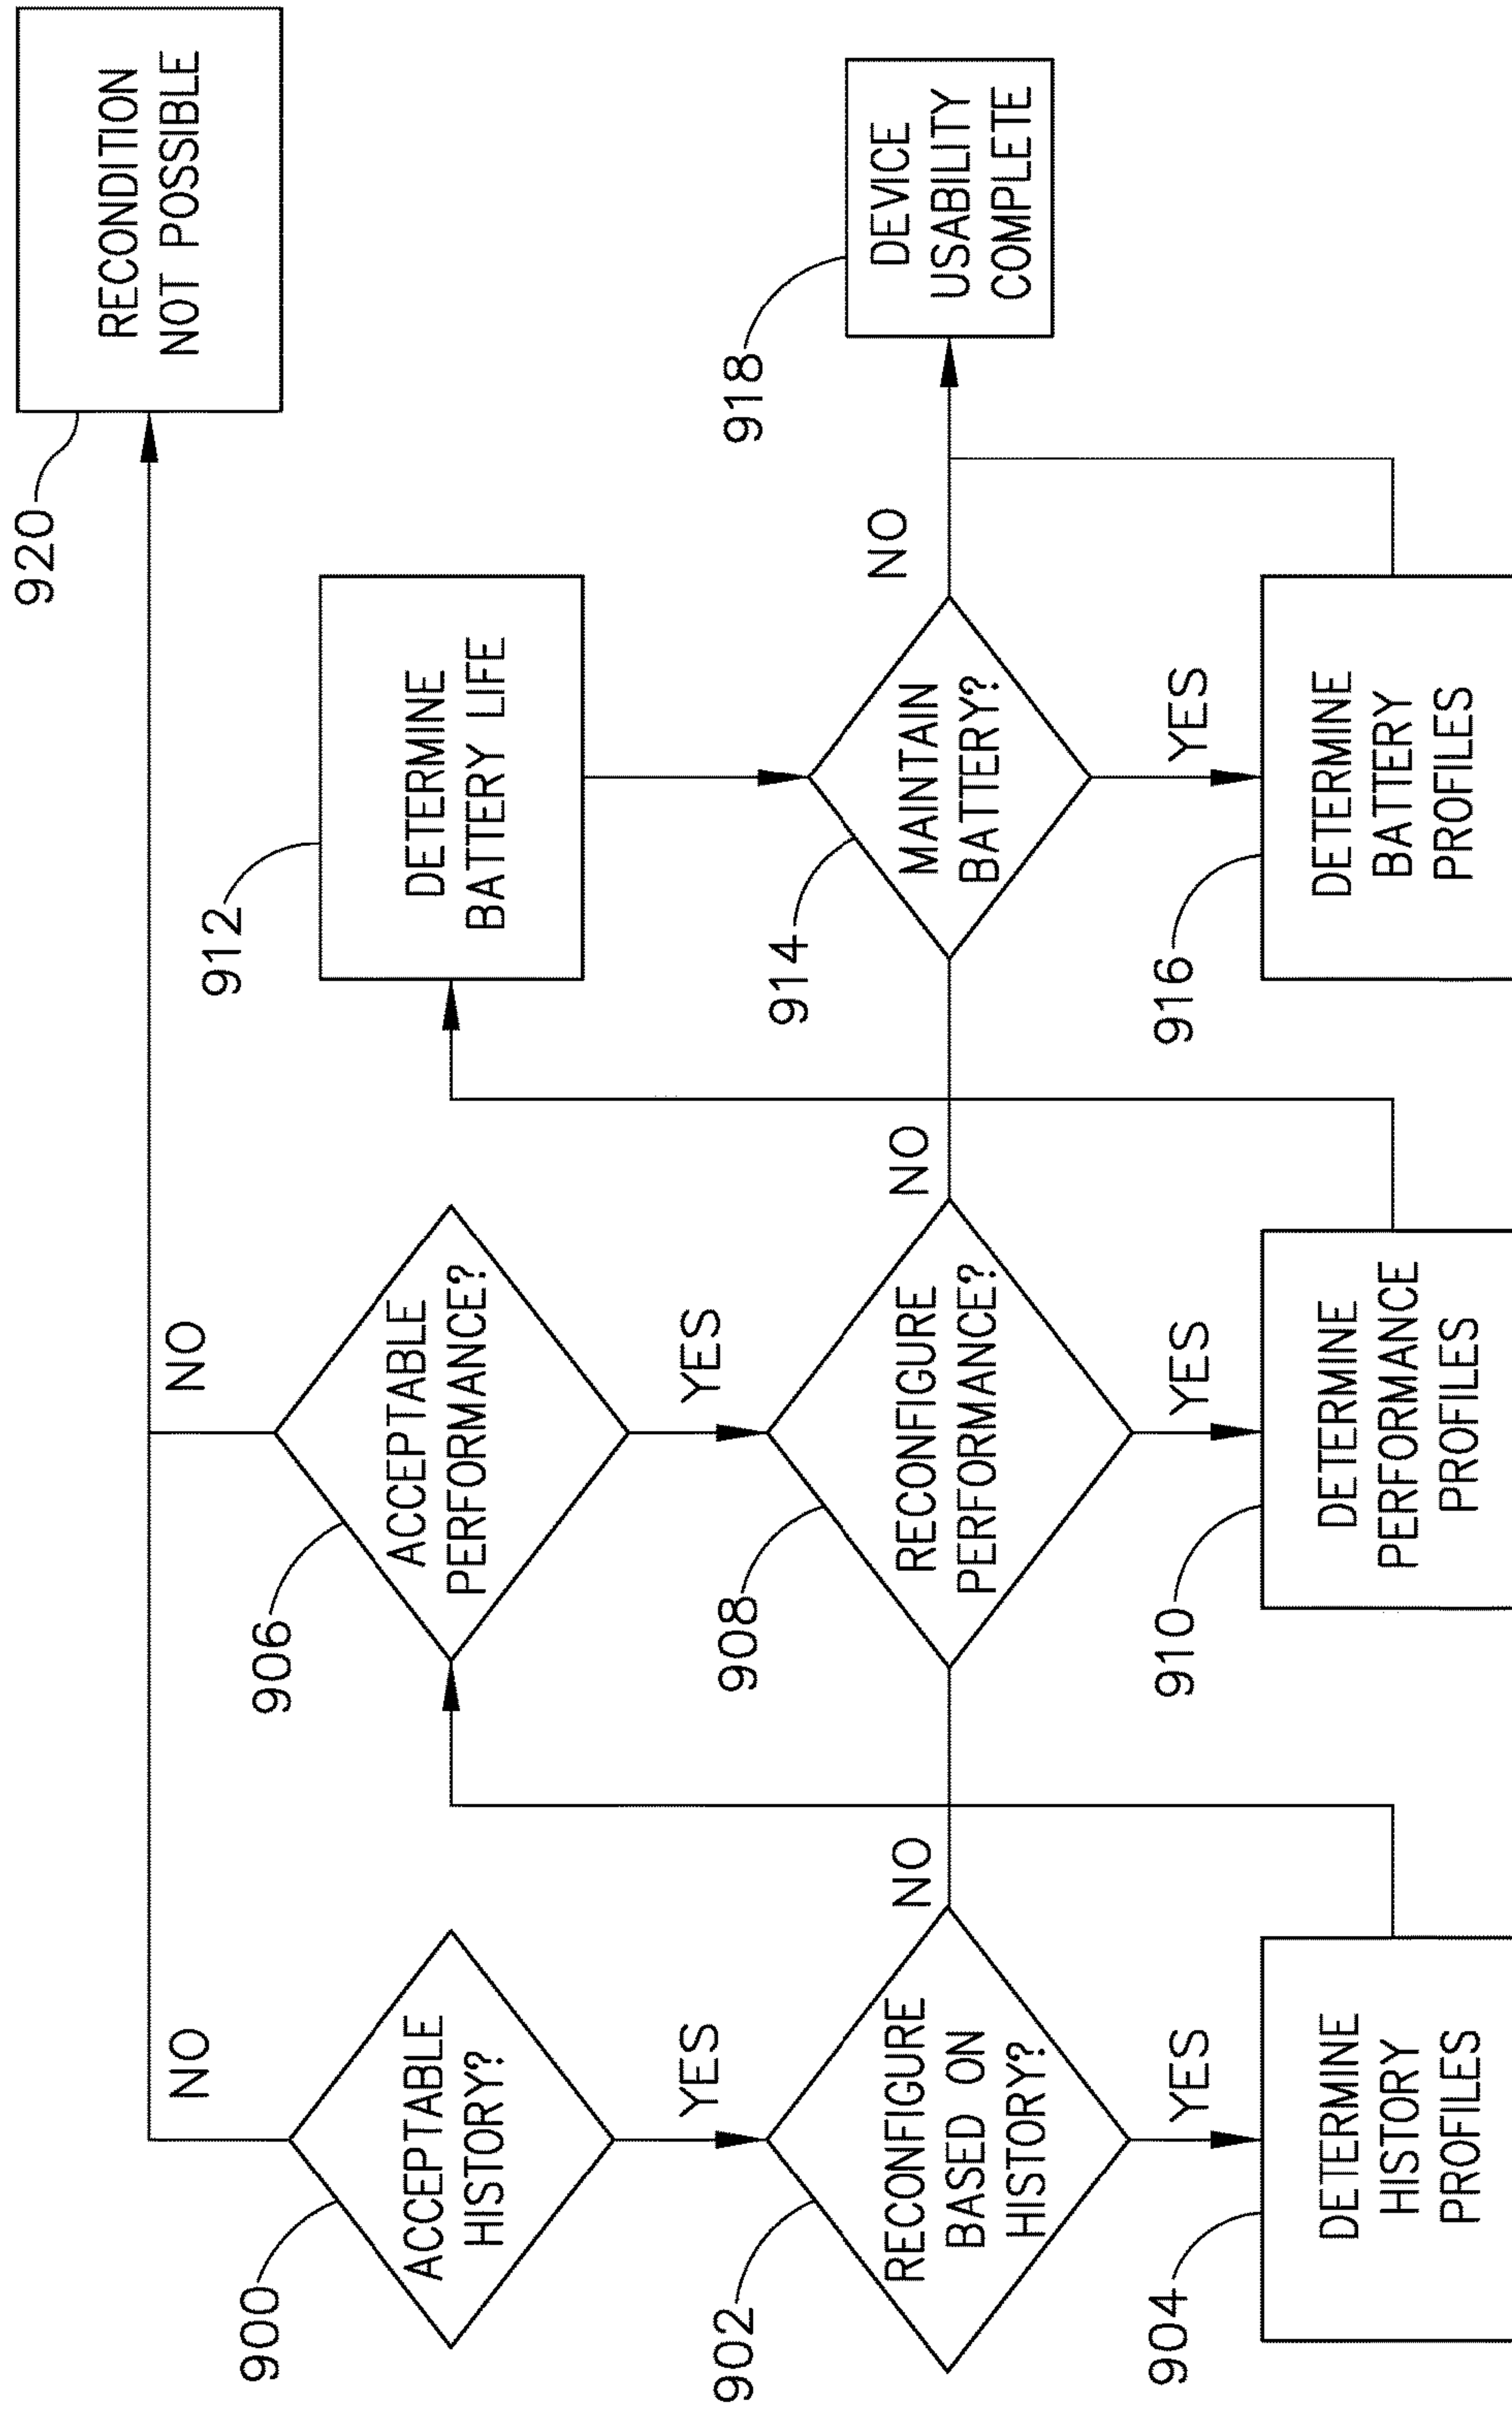 900
ACCEPTABLE
HISTORY?
NO
YES
902
RECONFIGURE
BASED ON
HISTORY?
NO
YES
904
DETERMINE
HISTORY
PROFILES
906
ACCEPTABLE
PERFORMANCE?
NO
YES
908
RECONFIGURE
PERFORMANCE?
NO
YES
910
DETERMINE
PERFORMANCE
PROFILES
912
DETERMINE
BATTERY LIFE
914
MAINTAIN
BATTERY?
NO
YES
916
DETERMINE
BATTERY
PROFILES
918
DEVICE
USABILITY
COMPLETE
920
RECONDITION
NOT POSSIBLE